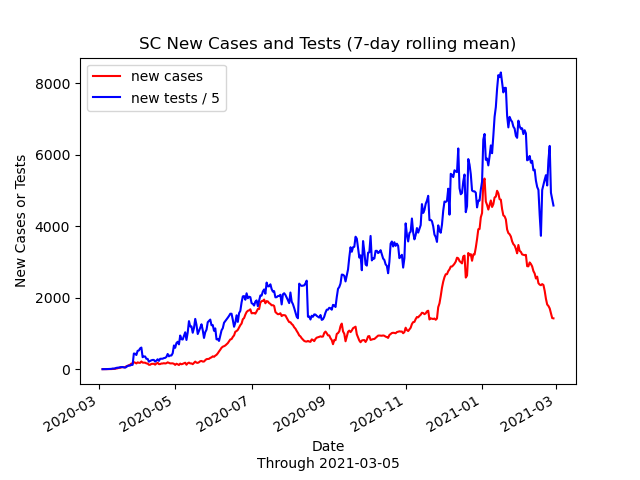 SC New Cases and Tests (7-day rolling mean)
new cases
new tests / 5
New Cases or Tests
8000
6000
4000
2000
0
2020-03
2020-05
2020-07
2020-09
2020-11
2021-01
2021-03
Date
Through 2021-03-05